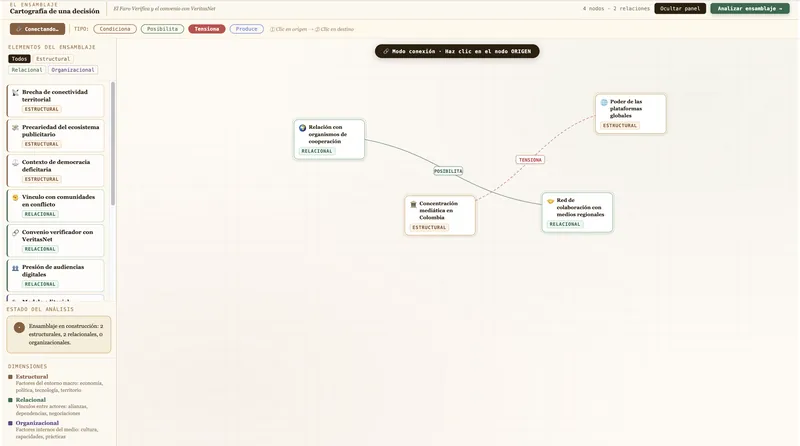 EL ENSAMBLAJE
Cartografía de una decisión
El Faro Verifica y el convenio con VeritasNet
4 nodos · 2 relaciones
Ocultar panel
Analizar ensamblaje →
Conectando…
TIPO:
Condiciona
Posibilita
Tensiona
Produce
① Clic en origen → ② Clic en destino
ELEMENTOS DEL ENSAMBLAJE
Todos
Estructural
Relacional
Organizacional
Brecha de conectividad
territorial
ESTRUCTURAL
Precariedad del ecosistema
publicitario
ESTRUCTURAL
Contexto de democracia
deficitaria
ESTRUCTURAL
Vínculo con comunidades
en conflicto
RELACIONAL
Convenio verificador con
VeritasNet
RELACIONAL
Presión de audiencias
digitales
RELACIONAL
ESTADO DEL ANÁLISIS
Ensamblaje en construcción: 2
estructurales, 2 relacionales, 0
organizacionales.
DIMENSIONES
Estructural
Factores del entorno macro: economía,
política, tecnología, territorio
Relacional
Vínculos entre actores: alianzas,
dependencias, negociaciones
Organizacional
Factores internos del medio: cultura,
capacidades, prácticas
Modo conexión · Haz clic en el nodo ORIGEN
Poder de las
plataformas
globales
ESTRUCTURAL
Relación con
organismos de
cooperación
RELACIONAL
TENSIONA
POSIBILITA
Concentración
mediática en
Colombia
ESTRUCTURAL
Red de
colaboración con
medios regionales
RELACIONAL